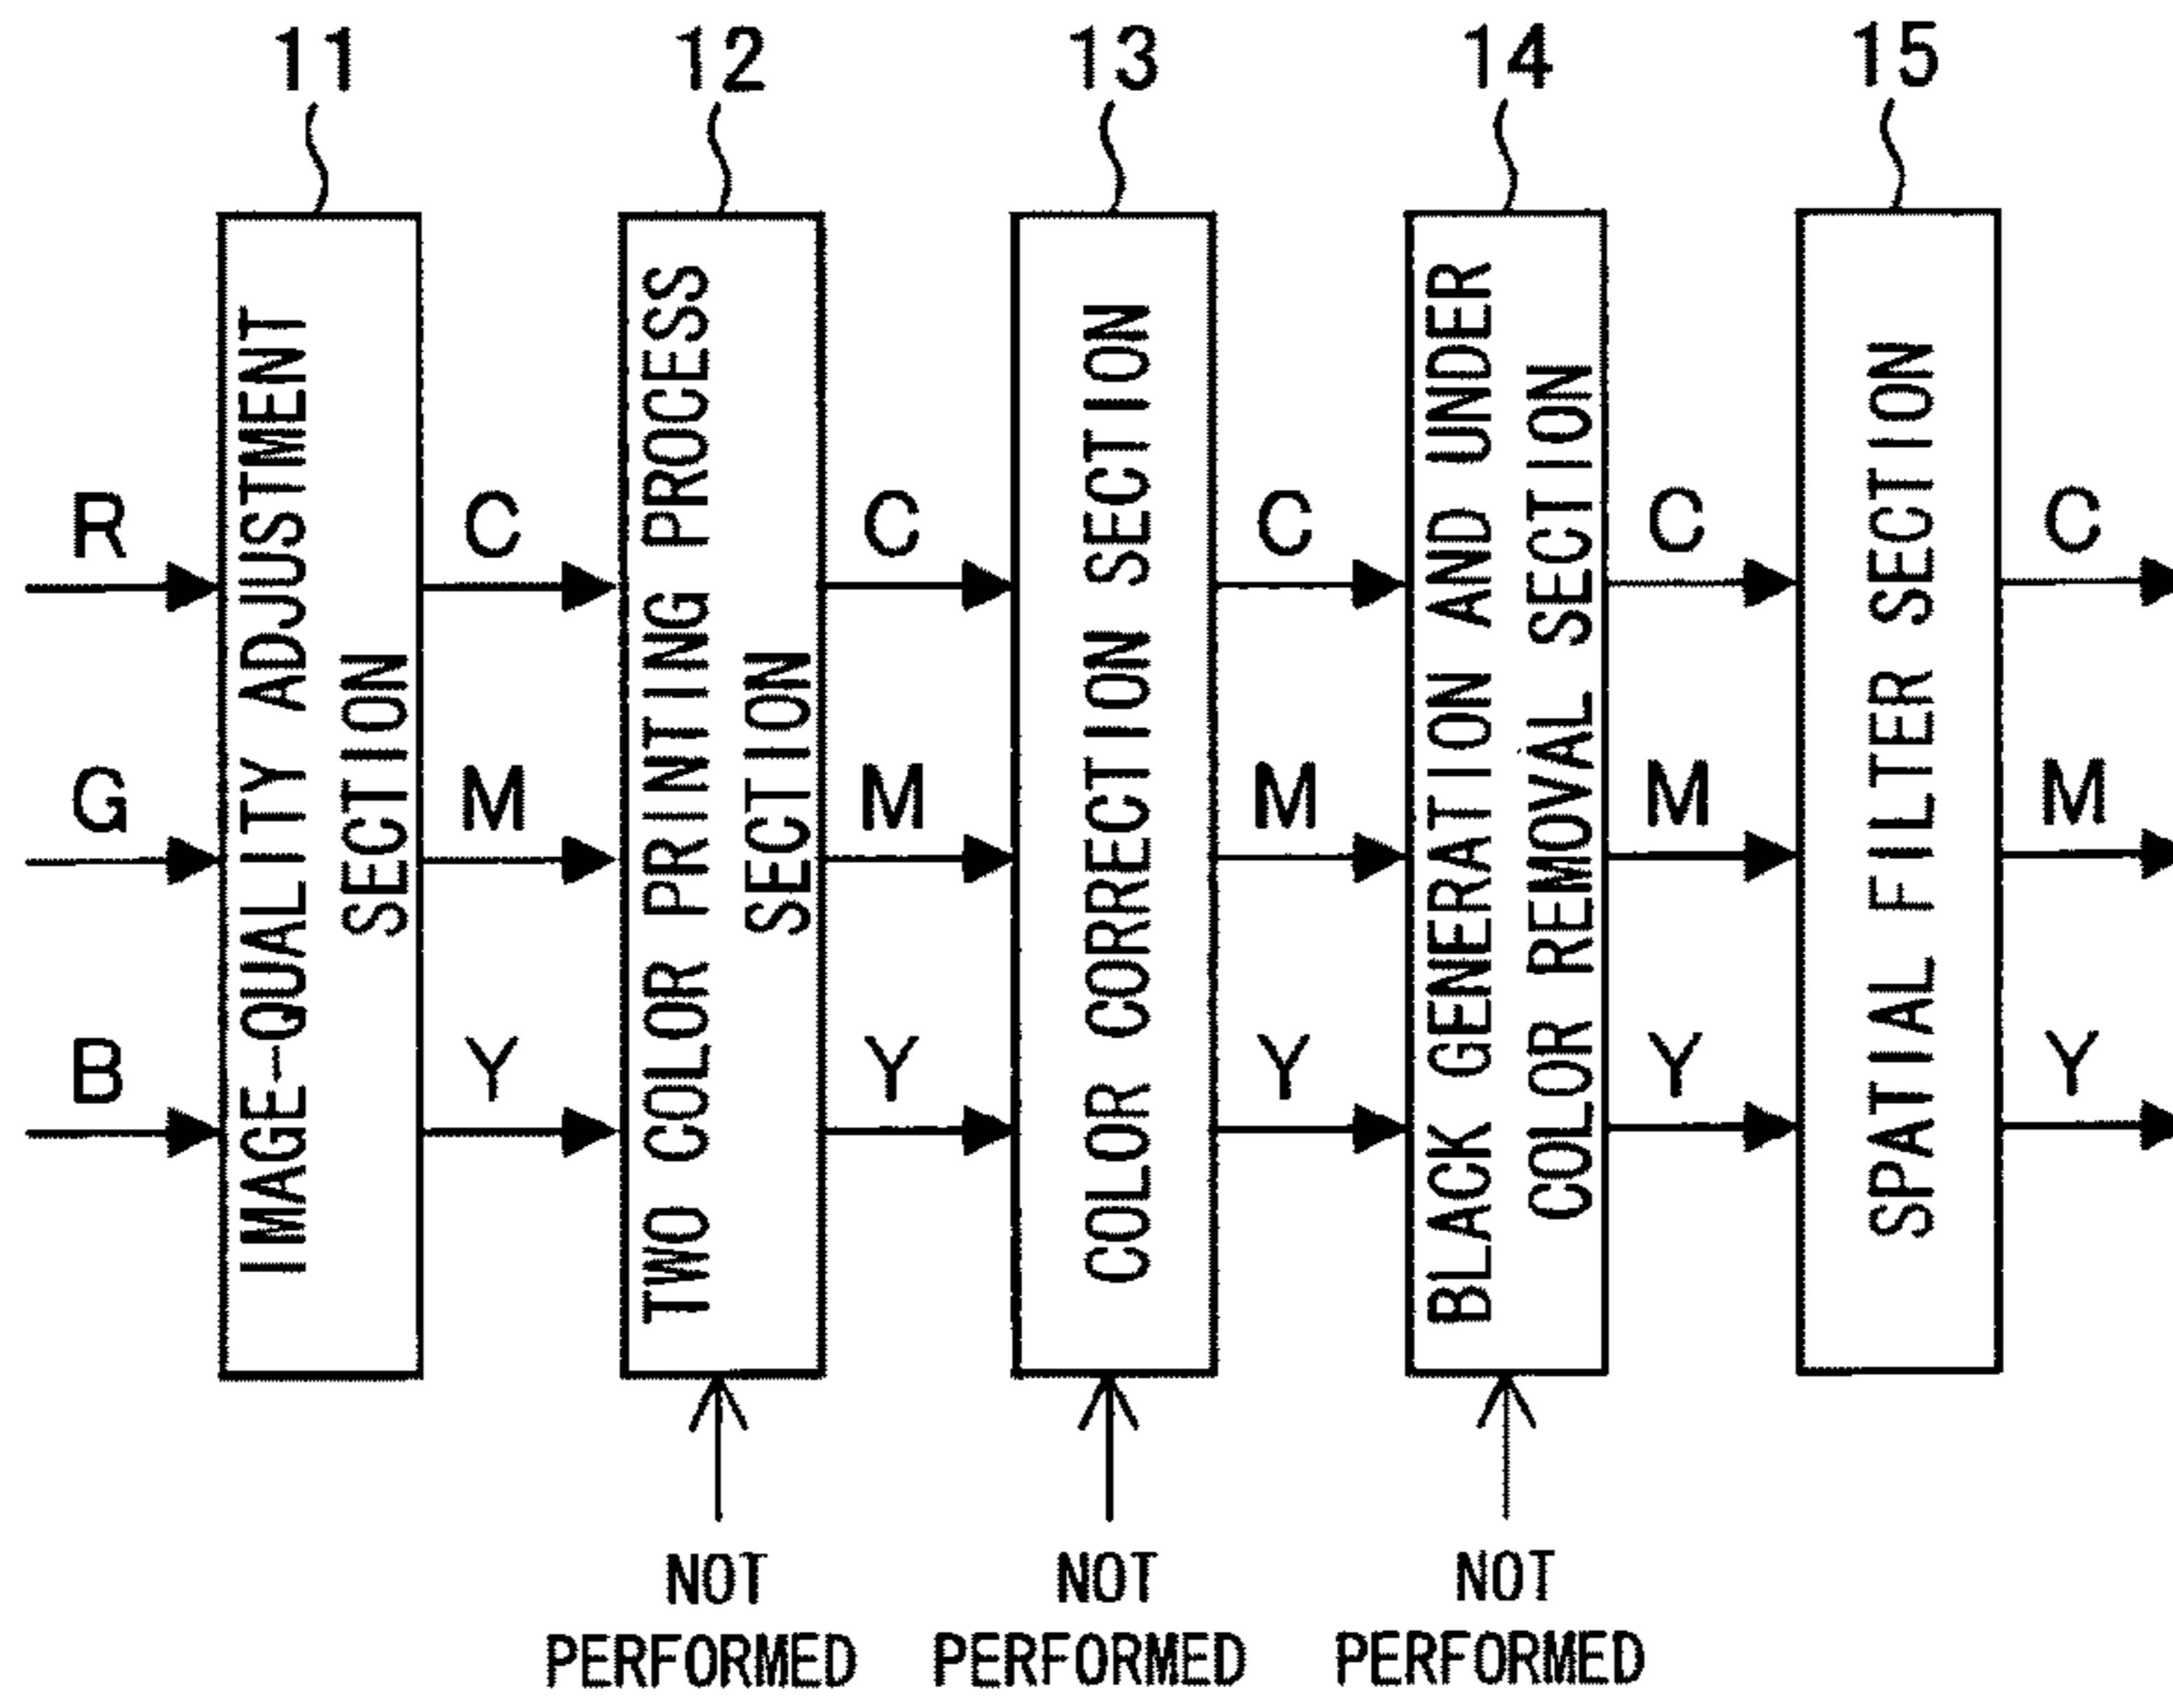 11 12 13 14 15
IMAGE-QUALITY ADJUSTMENT
SECTION
TWO COLOR PRINTING PROCESS
SECTION
COLOR CORRECTION SECTION
BLACK GENERATION AND UNDER
COLOR REMOVAL SECTION
SPATIAL FILTER SECTION
R C C C C C
G M M M M M
B Y Y Y Y Y
NOT
PERFORMED
NOT
PERFORMED
NOT
PERFORMED